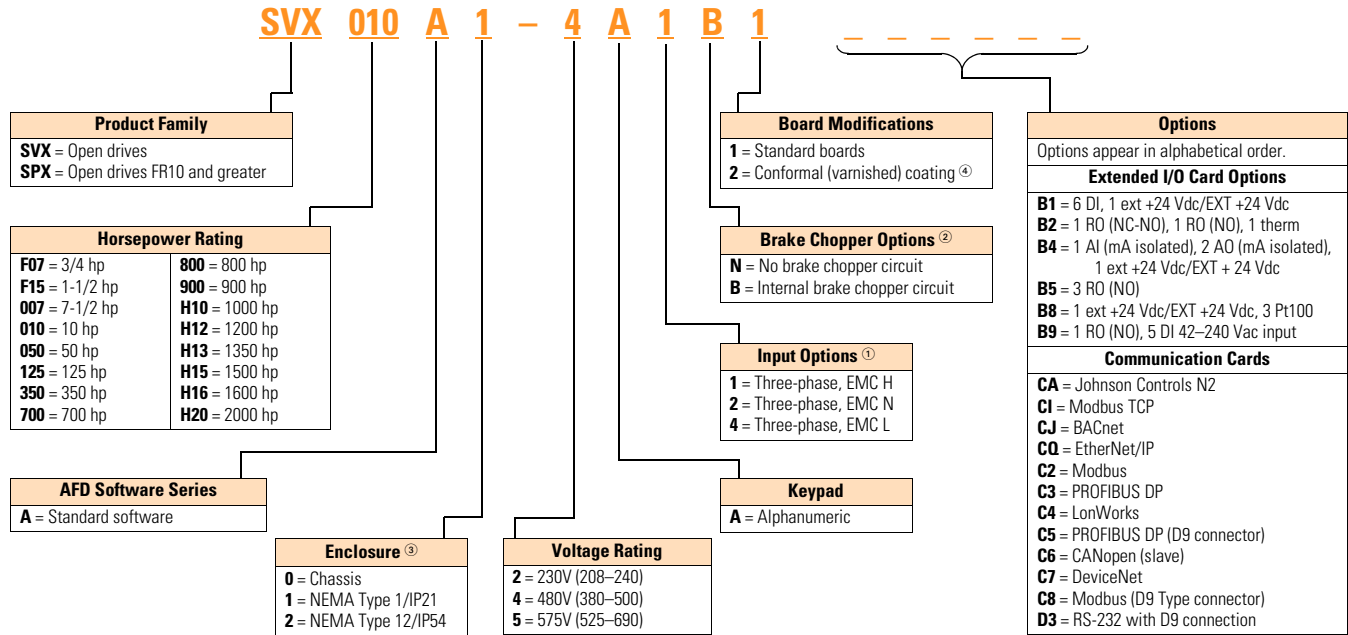 SVX 010 A 1 – 4 A 1 B 1 _ _ _ _ _ _
Product Family
SVX = Open drives
SPX = Open drives FR10 and greater
Horsepower Rating
F07 = 3/4 hp
F15 = 1-1/2 hp
007 = 7-1/2 hp
010 = 10 hp
050 = 50 hp
125 = 125 hp
350 = 350 hp
700 = 700 hp
800 = 800 hp
900 = 900 hp
H10 = 1000 hp
H12 = 1200 hp
H13 = 1350 hp
H15 = 1500 hp
H16 = 1600 hp
H20 = 2000 hp
AFD Software Series
A = Standard software
Enclosure ③
0 = Chassis
1 = NEMA Type 1/IP21
2 = NEMA Type 12/IP54
Voltage Rating
2 = 230V (208–240)
4 = 480V (380–500)
5 = 575V (525–690)
Keypad
A = Alphanumeric
Input Options ①
1 = Three-phase, EMC H
2 = Three-phase, EMC N
4 = Three-phase, EMC L
Brake Chopper Options ②
N = No brake chopper circuit
B = Internal brake chopper circuit
Board Modifications
1 = Standard boards
2 = Conformal (varnished) coating ④
Options
Options appear in alphabetical order.
Extended I/O Card Options
B1 = 6 DI, 1 ext +24 Vdc/EXT +24 Vdc
B2 = 1 RO (NC-NO), 1 RO (NO), 1 therm
B4 = 1 AI (mA isolated), 2 AO (mA isolated),
1 ext +24 Vdc/EXT + 24 Vdc
B5 = 3 RO (NO)
B8 = 1 ext +24 Vdc/EXT +24 Vdc, 3 Pt100
B9 = 1 RO (NO), 5 DI 42–240 Vac input
Communication Cards
CA = Johnson Controls N2
CI = Modbus TCP
CJ = BACnet
CQ = EtherNet/IP
C2 = Modbus
C3 = PROFIBUS DP
C4 = LonWorks
C5 = PROFIBUS DP (D9 connector)
C6 = CANopen (slave)
C7 = DeviceNet
C8 = Modbus (D9 Type connector)
D3 = RS-232 with D9 connection